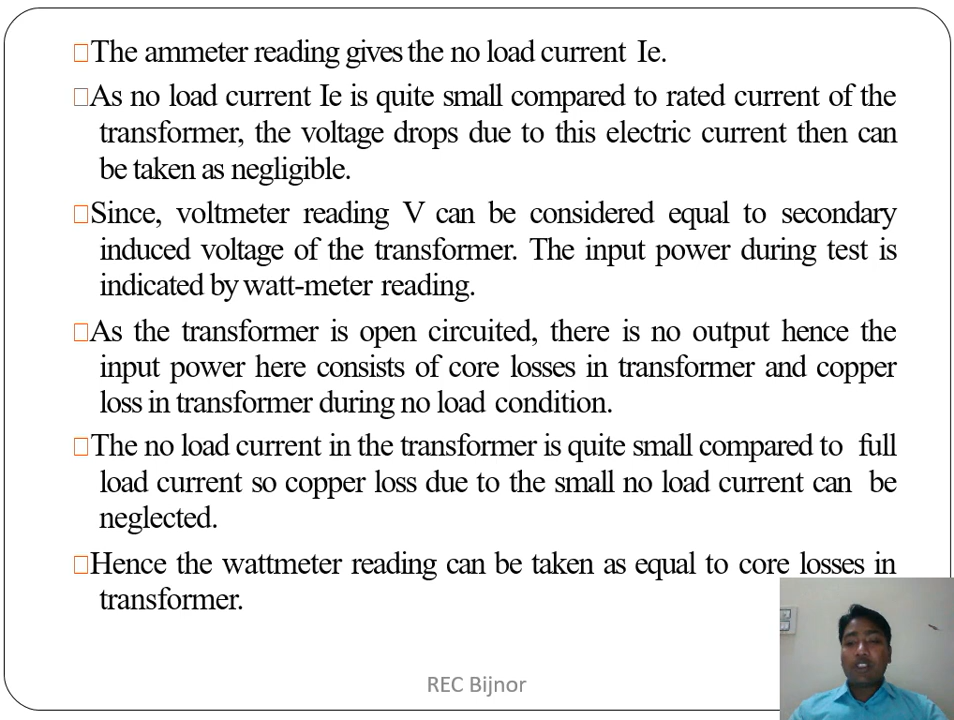 The ammeter reading gives the no load current Ie.
As no load current Ie is quite small compared to rated current of the
transformer, the voltage drops due to this electric current then can
be taken as negligible.
Since, voltmeter reading V can be considered equal to secondary
induced voltage of the transformer. The input power during test is
indicated by watt-meter reading.
As the transformer is open circuited, there is no output hence the
input power here consists of core losses in transformer and copper
loss in transformer during no load condition.
The no load current in the transformer is quite small compared to full
load current so copper loss due to the small no load current can be
neglected.
Hence the wattmeter reading can be taken as equal to core losses in
transformer.
REC Bijnor